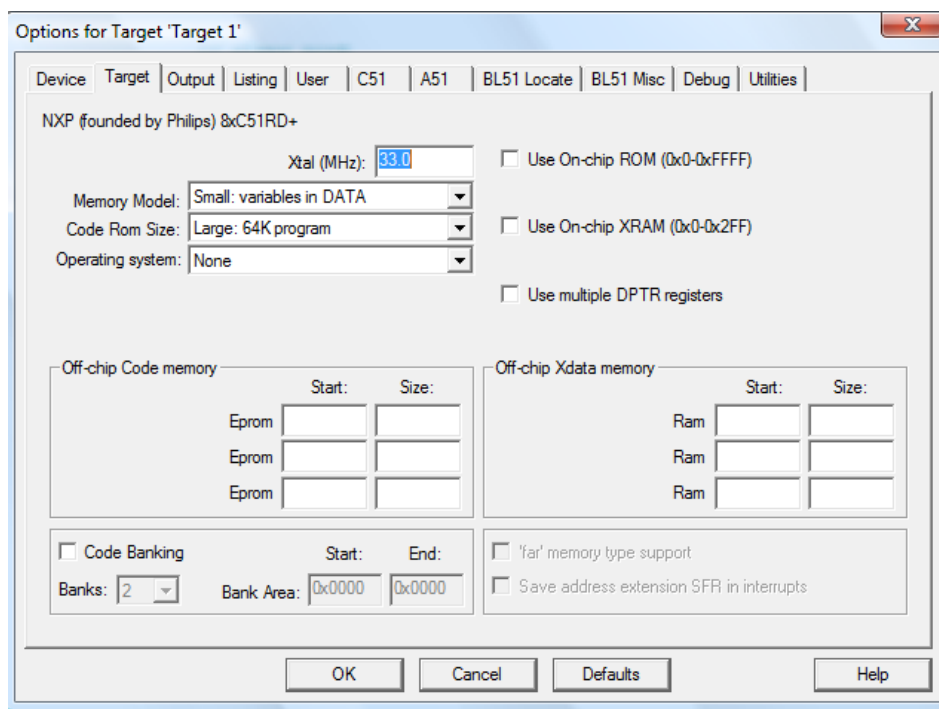 Options for Target 'Target 1'
Device Target Output Listing User C51 A51 BL51 Locate BL51 Misc Debug Utilities
NXP (founded by Philips) 8xC51RD+
Xtal (MHz): 33.0
Use On-chip ROM (0x0-0xFFFF)
Memory Model: Small: variables in DATA
Code Rom Size: Large: 64K program
Use On-chip XRAM (0x0-0x2FF)
Operating system: None
Use multiple DPTR registers
Off-chip Code memory
Start: Size:
Eprom
Eprom
Eprom
Off-chip Xdata memory
Start: Size:
Ram
Ram
Ram
Code Banking Start: End:
Banks: 2 Bank Area: 0x0000 0x0000
'far' memory type support
Save address extension SFR in interrupts
OK Cancel Defaults Help